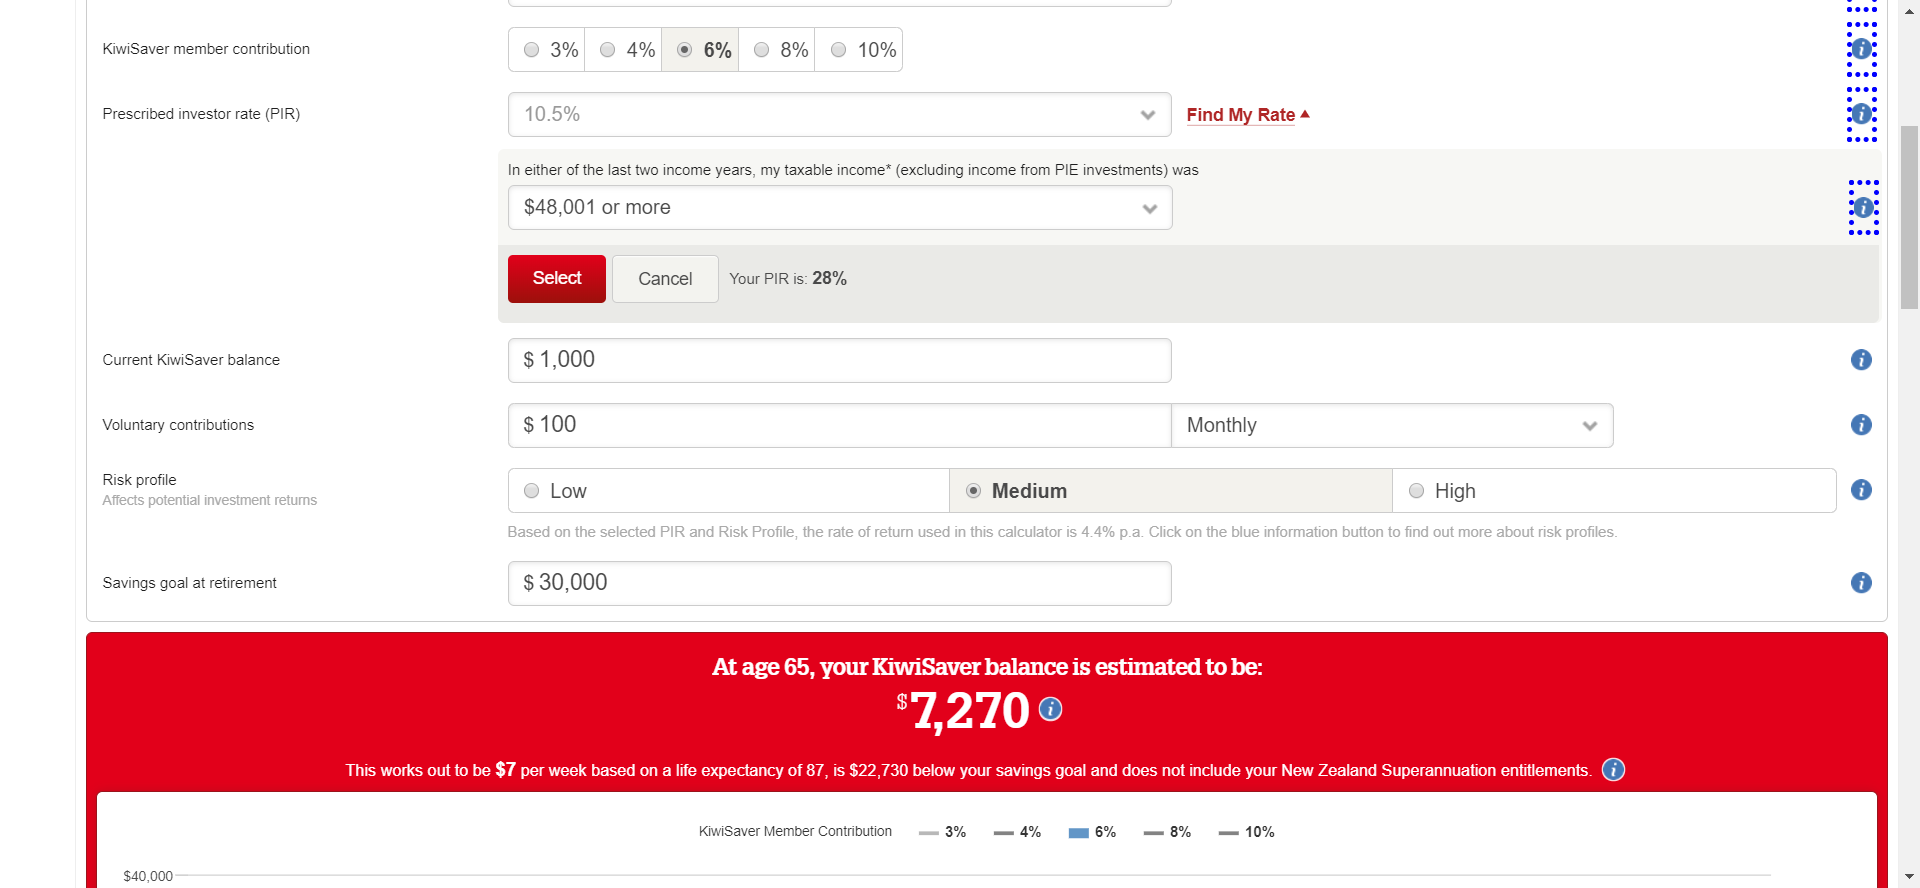 KiwiSaver member contribution
3% 4% 6% 8% 10%
Prescribed investor rate (PIR)
10.5%
Find My Rate
In either of the last two income years, my taxable income* (excluding income from PIE investments) was
$48,001 or more
Select Cancel Your PIR is: 28%
Current KiwiSaver balance
$ 1,000
Voluntary contributions
$ 100
Monthly
Risk profile
Affects potential investment returns
Low Medium High
Based on the selected PIR and Risk Profile, the rate of return used in this calculator is 4.4% p.a. Click on the blue information button to find out more about risk profiles.
Savings goal at retirement
$ 30,000
At age 65, your KiwiSaver balance is estimated to be:
$7,270
This works out to be $7 per week based on a life expectancy of 87, is $22,730 below your savings goal and does not include your New Zealand Superannuation entitlements.
KiwiSaver Member Contribution 3% 4% 6% 8% 10%
$40,000